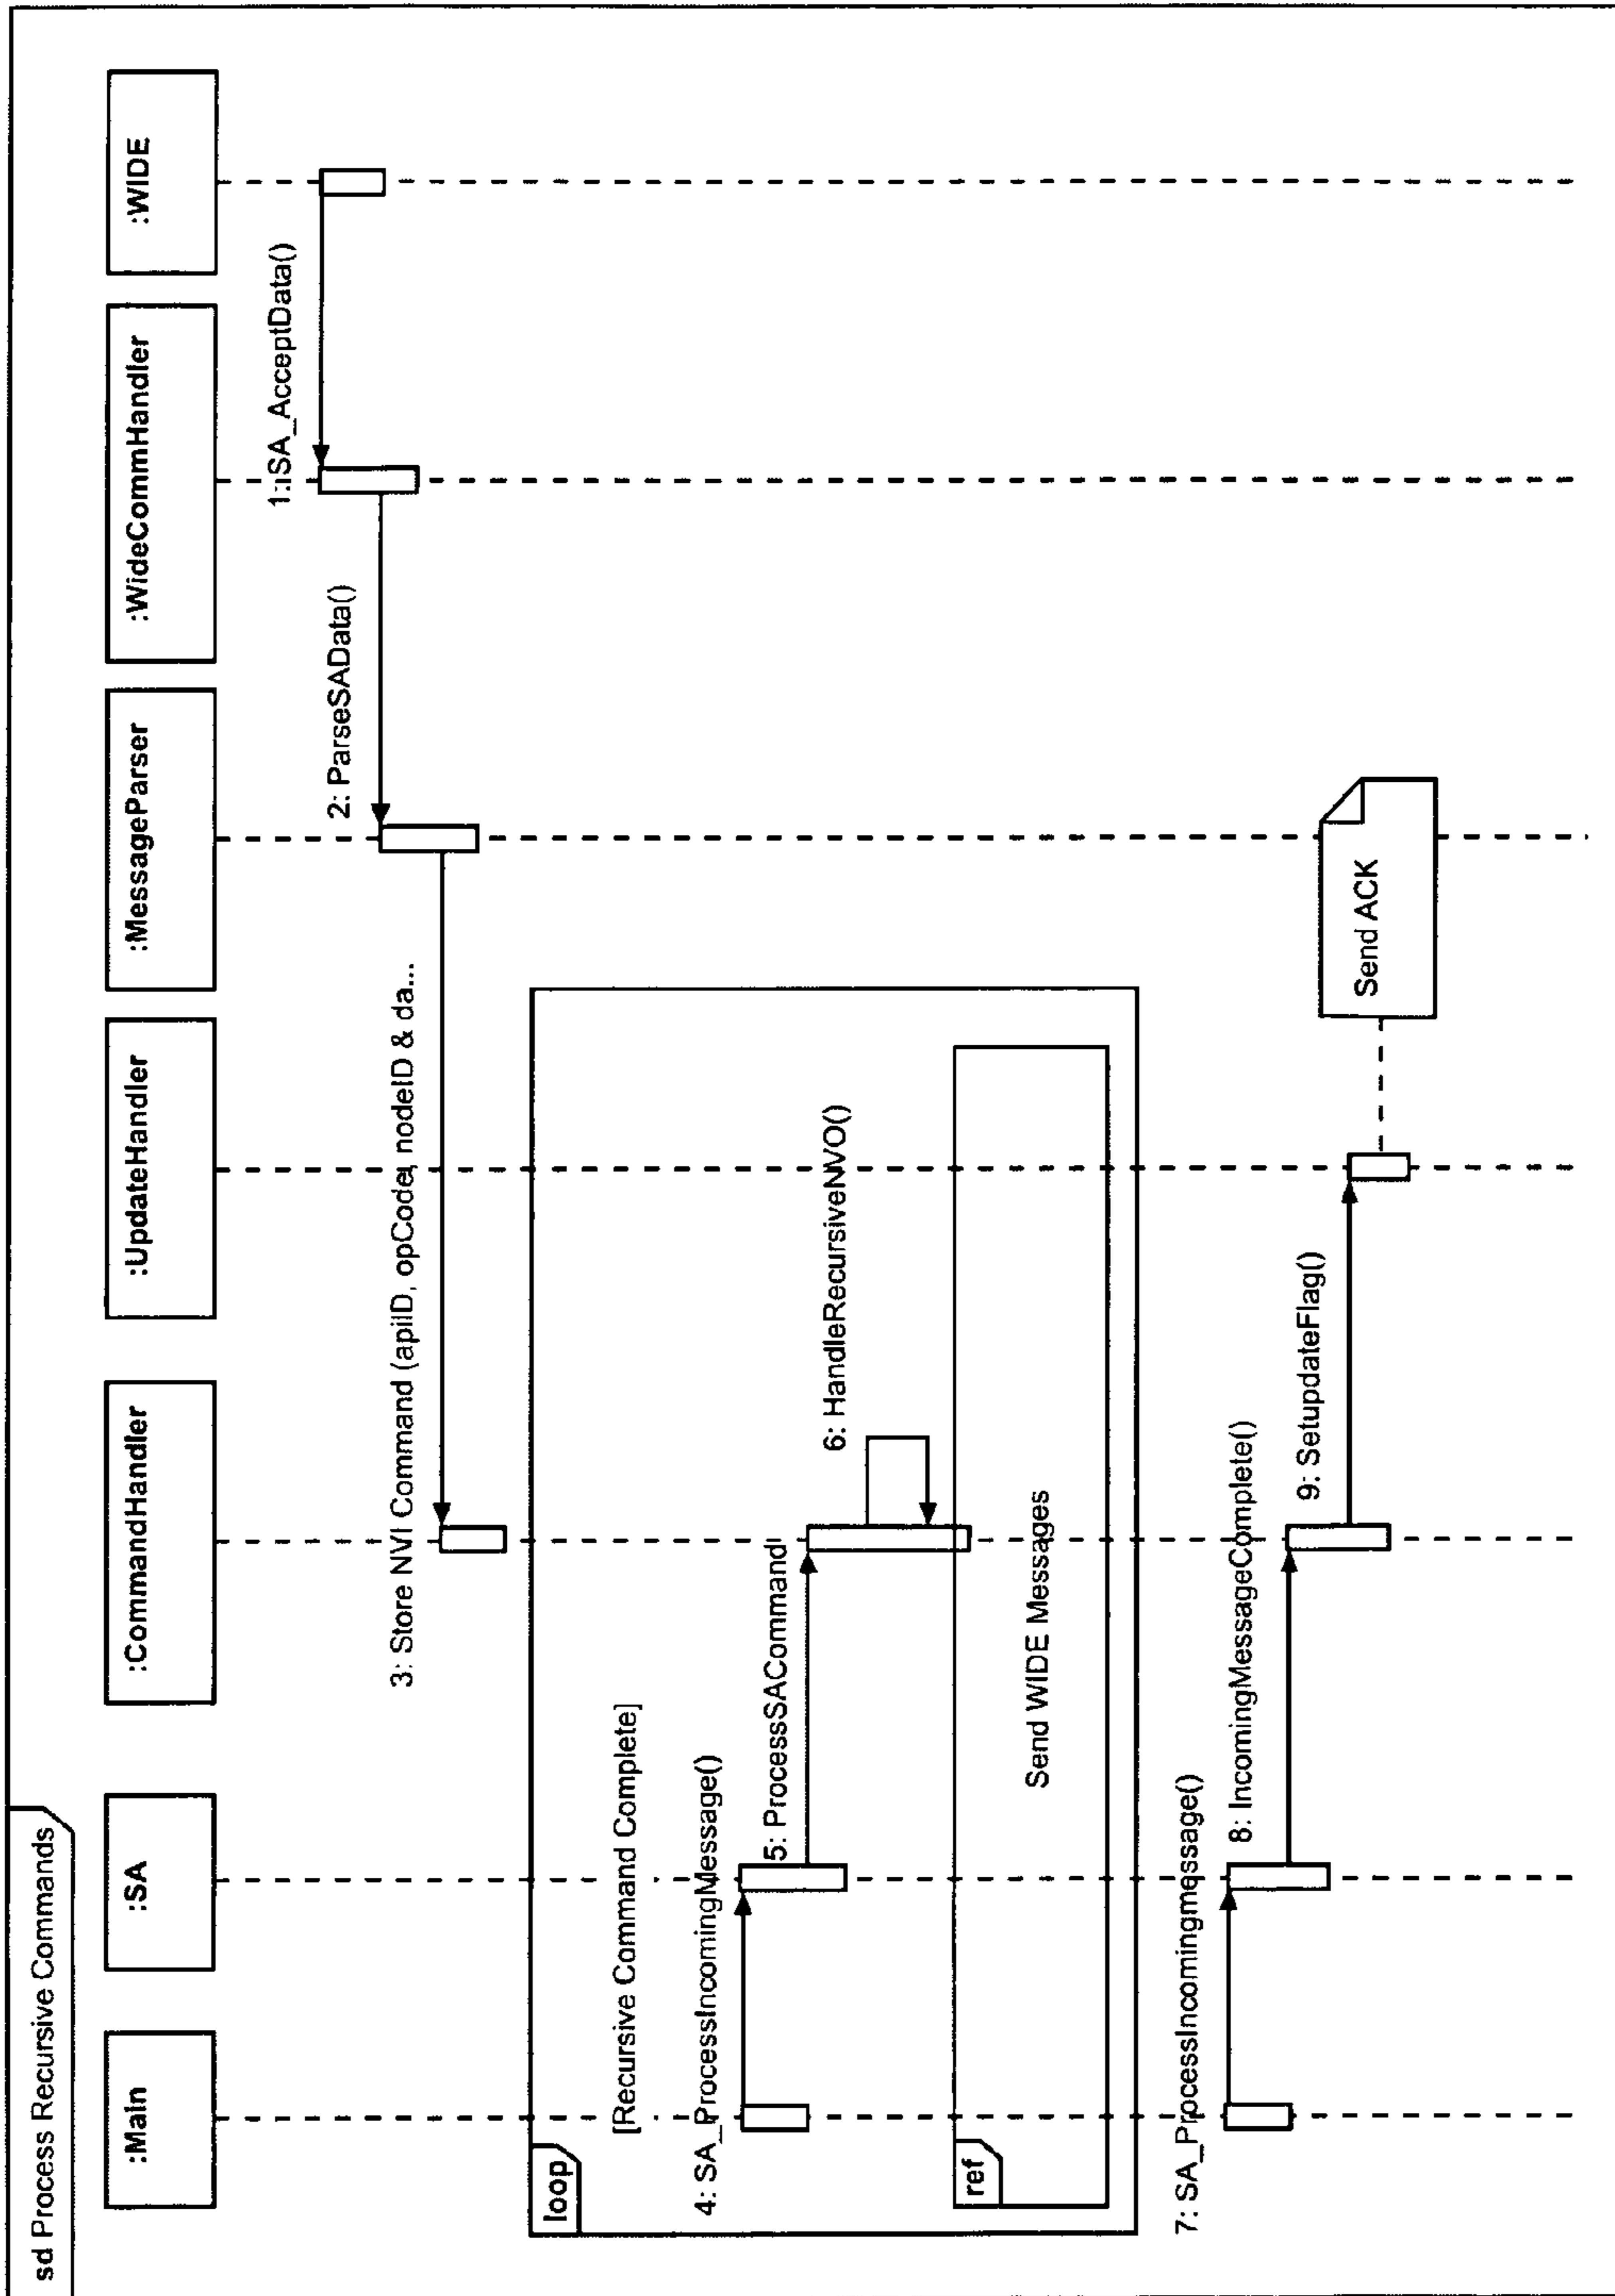 sd Process Recursive Commands
:Main
:SA
:CommandHandler
:UpdateHandler
:MessageParser
:WideCommHandler
:WIDE
1:iSA_AcceptData()
2: ParseSAData()
3: Store NVI Command (apiID, opCode, nodeID & da...
loop
[Recursive Command Complete]
4: SA_ProcessIncomingMessage()
5: ProcessSACommand
6: HandleRecursiveNVO()
ref
Send WIDE Messages
7: SA_ProcessIncomingmessage()
8: IncomingMessageComplete()
9: SetupdateFlag()
Send ACK